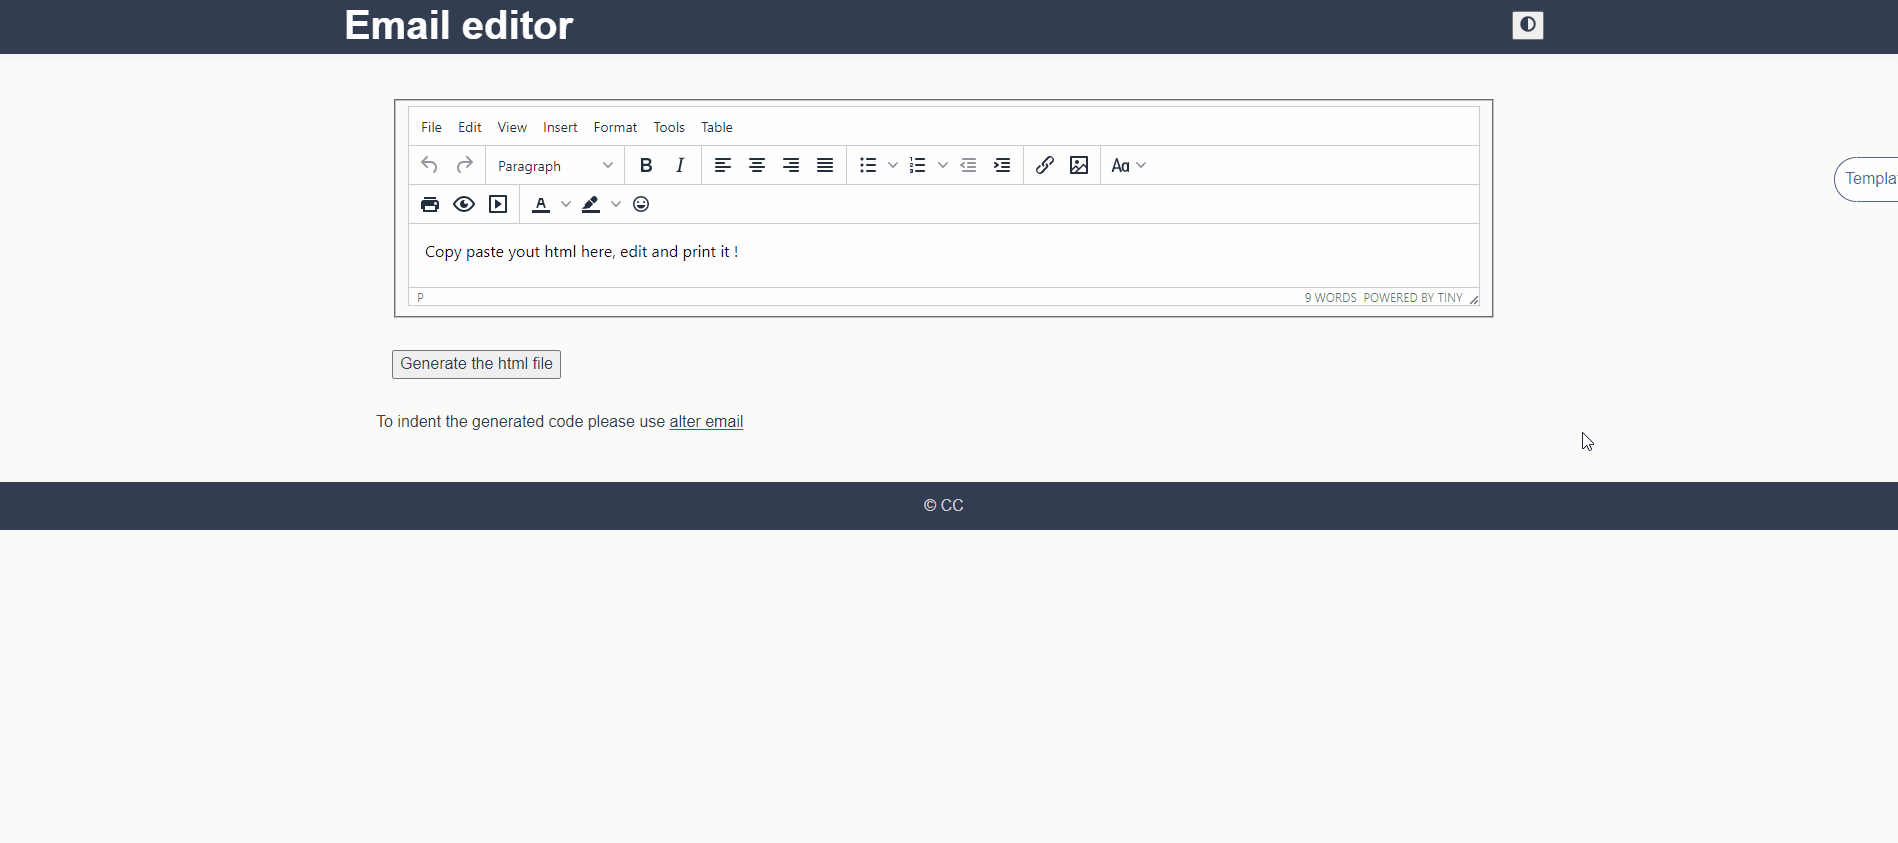 Email editor
File Edit View Insert Format Tools Table
Paragraph B I Aa
A
Templa
Copy paste yout html here, edit and print it !
P 9 WORDS POWERED BY TINY
Generate the html file
To indent the generated code please use alter email
© CC